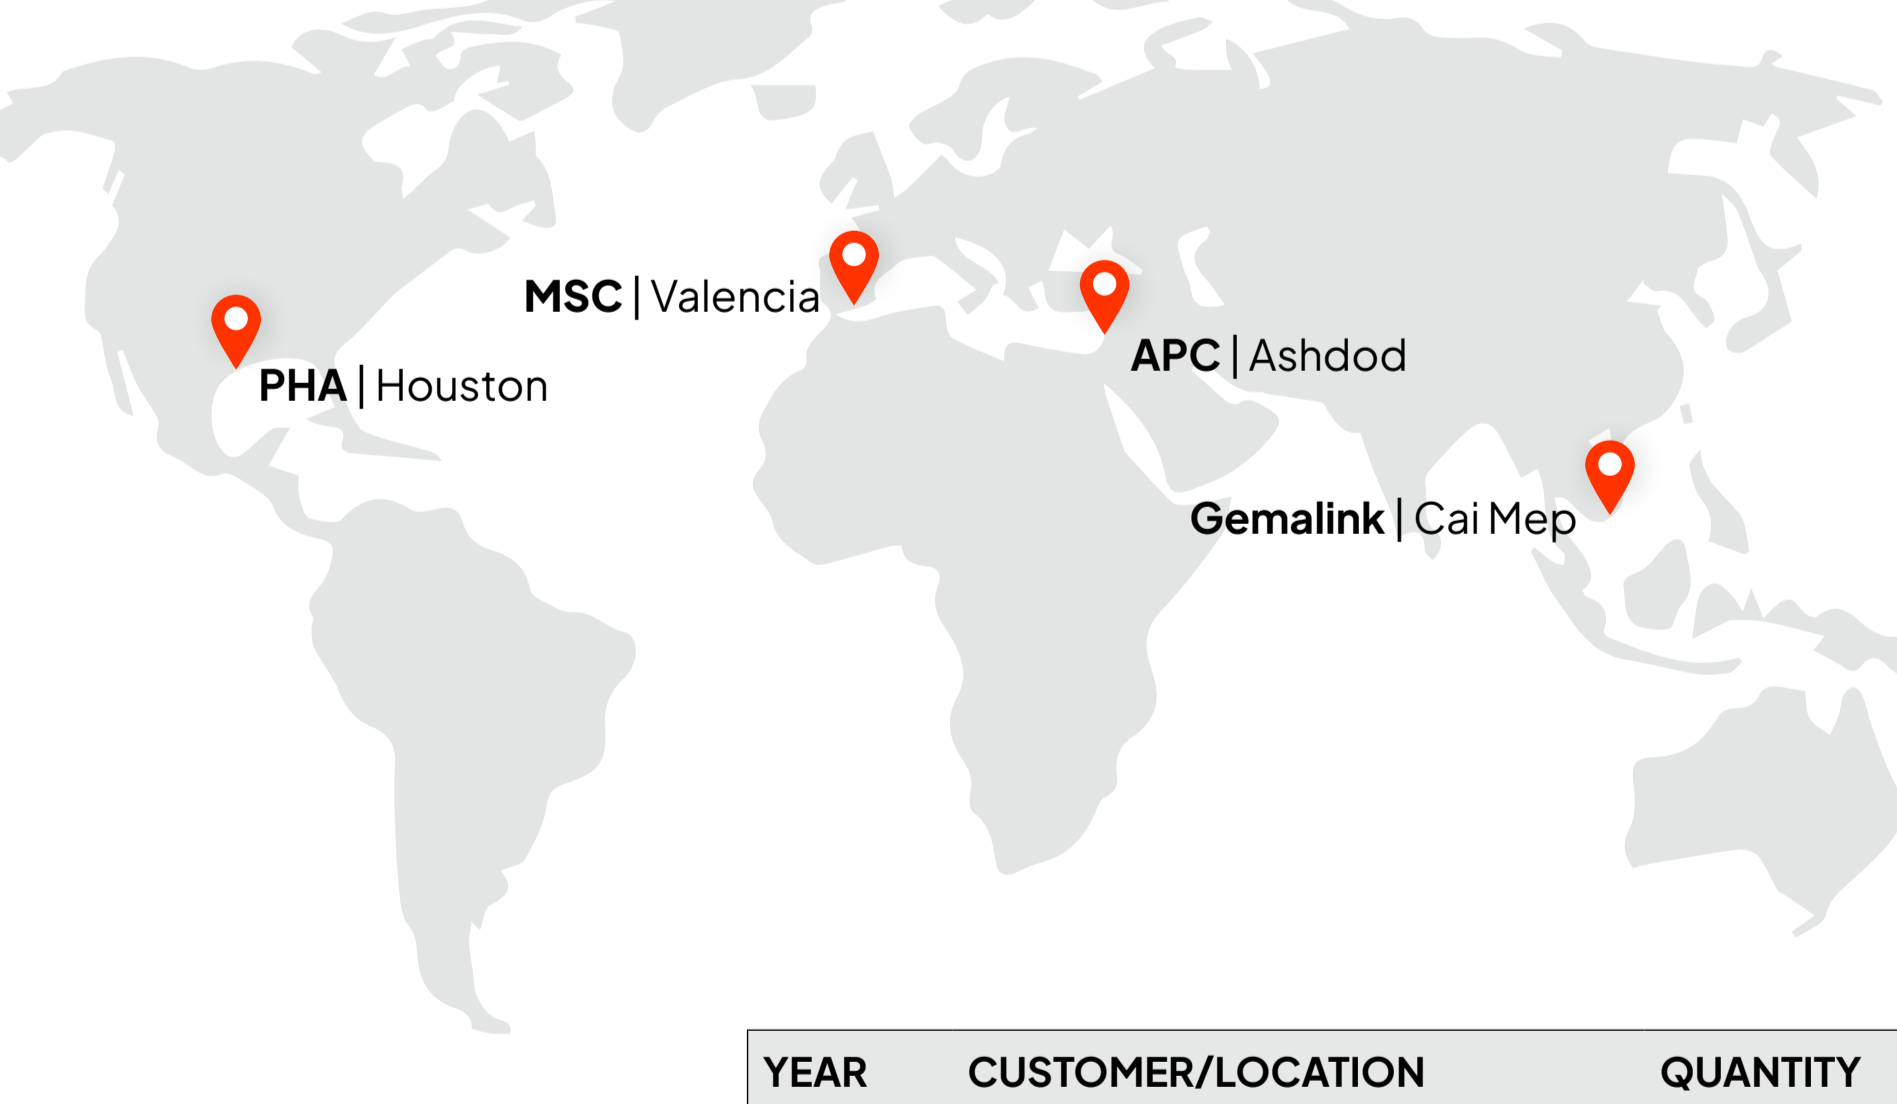 MSC | Valencia
APC | Ashdod
PHA | Houston
Gemalink | Cai Mep
YEAR CUSTOMER/LOCATION QUANTITY